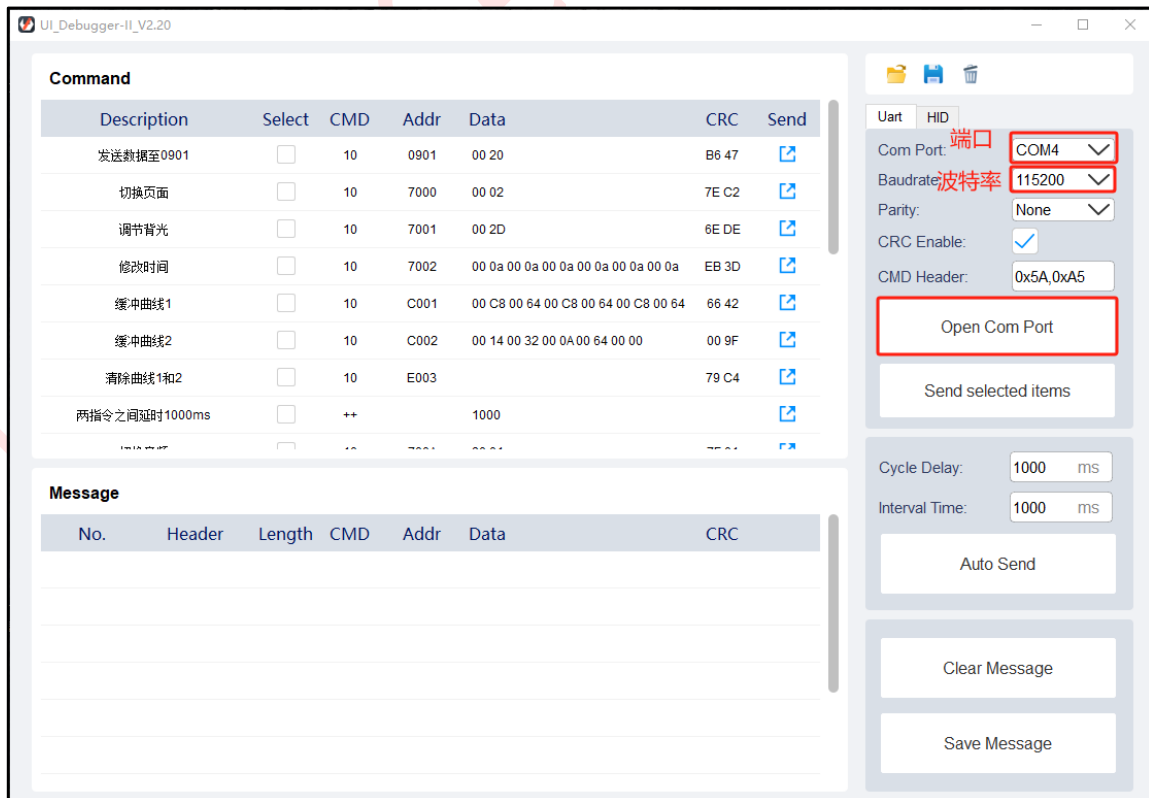 UI_Debugger-II_V2.20
Command
Description Select CMD Addr Data CRC Send
发送数据至0901 10 0901 00 20 B6 47
切换页面 10 7000 00 02 7E C2
调节背光 10 7001 00 2D 6E DE
修改时间 10 7002 00 0a 00 0a 00 0a 00 0a 00 0a 00 0a EB 3D
缓冲曲线1 10 C001 00 C8 00 64 00 C8 00 64 00 C8 00 64 66 42
缓冲曲线2 10 C002 00 14 00 32 00 0A 00 64 00 00 00 9F
清除曲线1和2 10 E003 79 C4
两指令之间延时1000ms ++ 1000
Message
No. Header Length CMD Addr Data CRC
Uart HID
Com Port: 端口 COM4
Baudrate 波特率 115200
Parity: None
CRC Enable:
CMD Header: 0x5A,0xA5
Open Com Port
Send selected items
Cycle Delay: 1000 ms
Interval Time: 1000 ms
Auto Send
Clear Message
Save Message